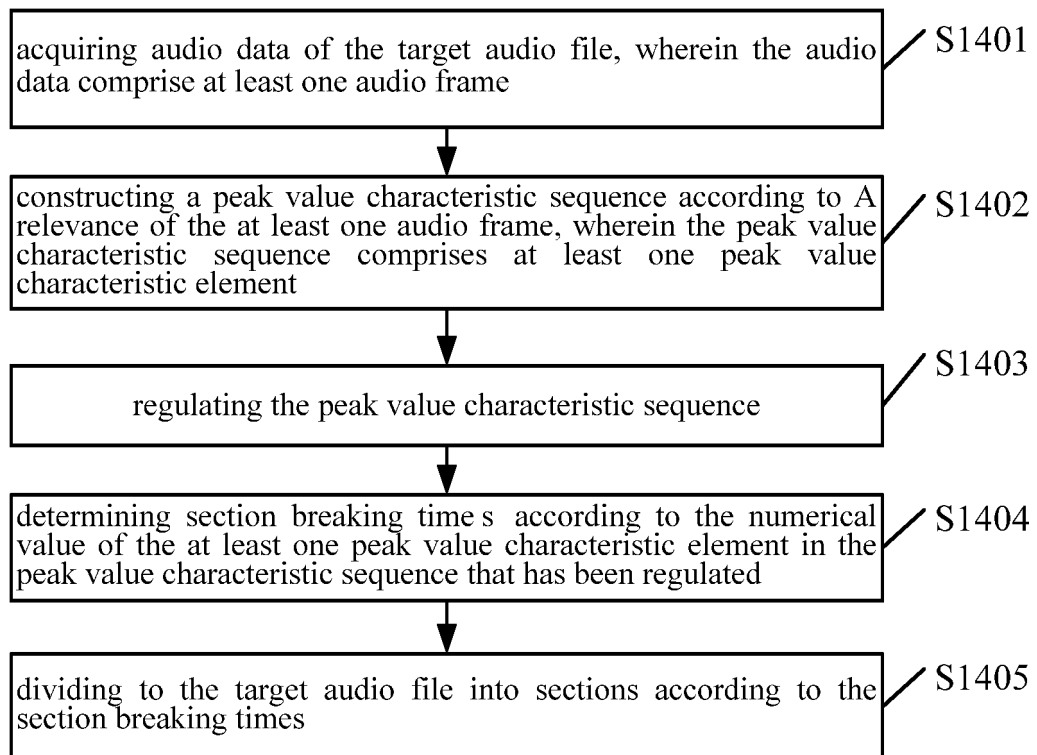 acquiring audio data of the target audio file, wherein the audio
data comprise at least one audio frame
S1401
constructing a peak value characteristic sequence according to A
relevance of the at least one audio frame, wherein the peak value
characteristic sequence comprises at least one peak value
characteristic element
S1402
regulating the peak value characteristic sequence
S1403
determining section breaking time s according to the numerical
value of the at least one peak value characteristic element in the
peak value characteristic sequence that has been regulated
S1404
dividing to the target audio file into sections according to the
section breaking times
S1405